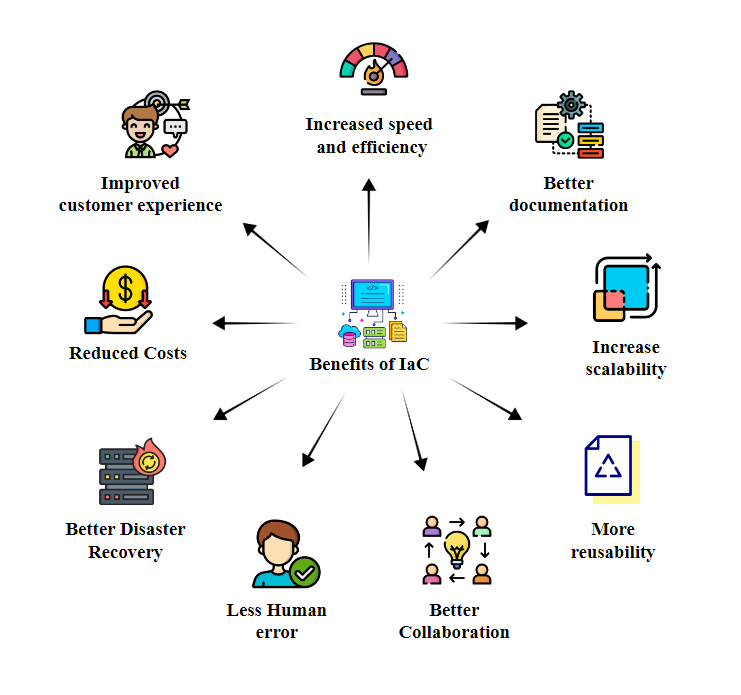 Increased speed
and efficiency
Better
documentation
Increase
scalability
More
reusability
Better
Collaboration
Less Human
error
Better Disaster
Recovery
Reduced Costs
Improved
customer experience
Benefits of IaC